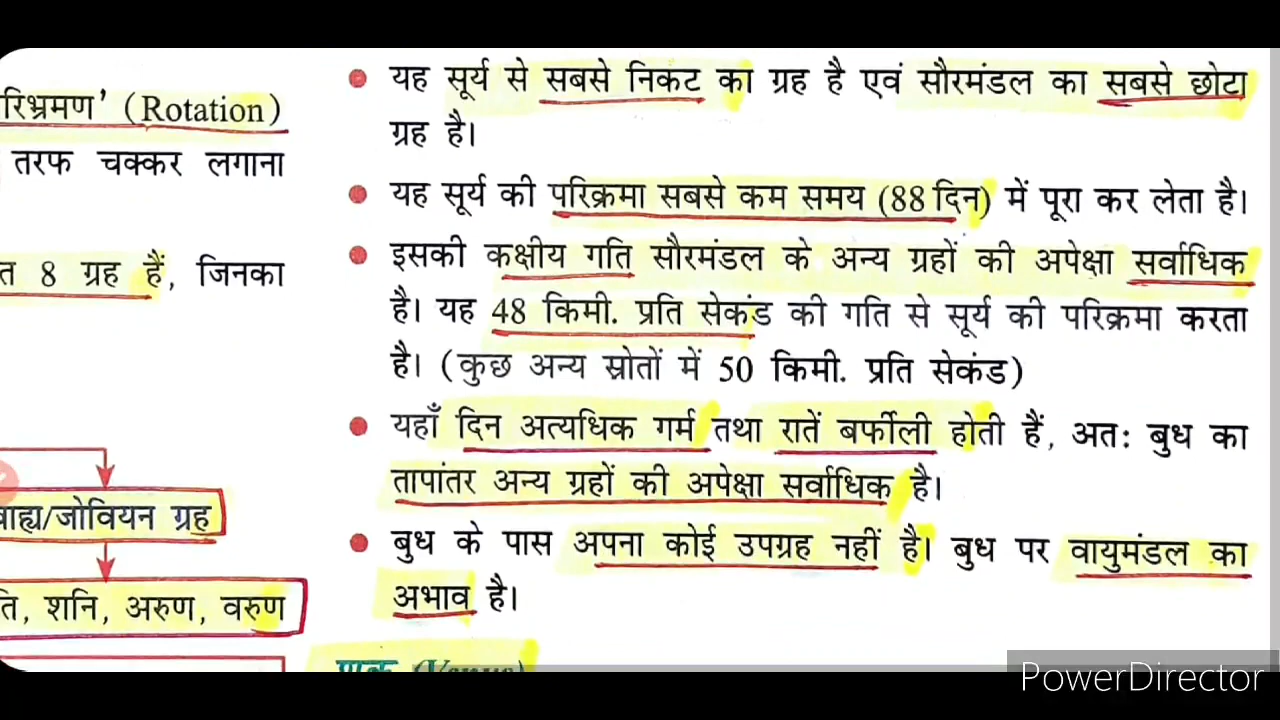 रिभ्रमण' (Rotation)
तरफ चक्कर लगाना
त 8 ग्रह हैं, जिनका
बाह्य/जोवियन ग्रह
ति, शनि, अरुण, वरुण
• यह सूर्य से सबसे निकट का ग्रह है एवं सौरमंडल का सबसे छोटा
ग्रह है।
• यह सूर्य की परिक्रमा सबसे कम समय (88 दिन) में पूरा कर लेता है।
• इसकी कक्षीय गति सौरमंडल के अन्य ग्रहों की अपेक्षा सर्वाधिक
है। यह 48 किमी. प्रति सेकंड की गति से सूर्य की परिक्रमा करता
है। (कुछ अन्य स्रोतों में 50 किमी. प्रति सेकंड)
• यहाँ दिन अत्यधिक गर्म तथा रातें बर्फीली होती हैं, अतः बुध का
तापांतर अन्य ग्रहों की अपेक्षा सर्वाधिक है।
• बुध के पास अपना कोई उपग्रह नहीं है। बुध पर वायुमंडल का
अभाव है।
शुक्र (Venus)
PowerDirector